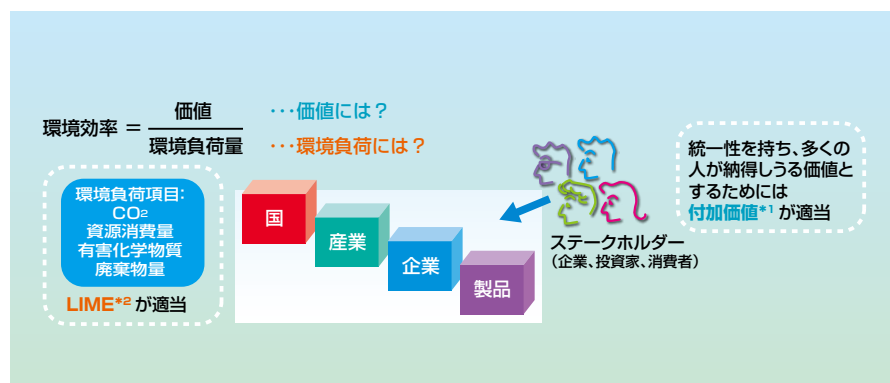 環境効率 = 価値
環境負荷量
・・・価値には?
・・・環境負荷には?
環境負荷項目:
CO2
資源消費量
有害化学物質
廃棄物量
LIME*2が適当
国
産業
企業
製品
ステークホルダー
(企業、投資家、消費者)
統一性を持ち、多くの
人が納得しうる価値と
するためには
付加価値*1が適当